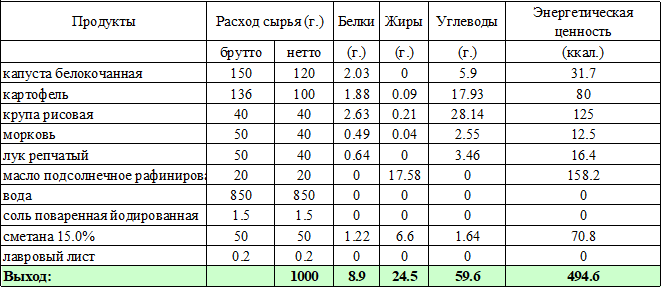 Продукты Расход сырья (г.) Белки Жиры Углеводы Энергетическая ценность
брутто нетто (г.) (г.) (г.) (ккал.)
капуста белокочанная 150 120 2.03 0 5.9 31.7
картофель 136 100 1.88 0.09 17.93 80
крупа рисовая 40 40 2.63 0.21 28.14 125
морковь 50 40 0.49 0.04 2.55 12.5
лук репчатый 50 40 0.64 0 3.46 16.4
масло подсолнечное рафинирова 20 20 0 17.58 0 158.2
вода 850 850 0 0 0 0
соль поваренная йодированная 1.5 1.5 0 0 0 0
сметана 15.0% 50 50 1.22 6.6 1.64 70.8
лавровый лист 0.2 0.2 0 0 0 0
Выход: 1000 8.9 24.5 59.6 494.6